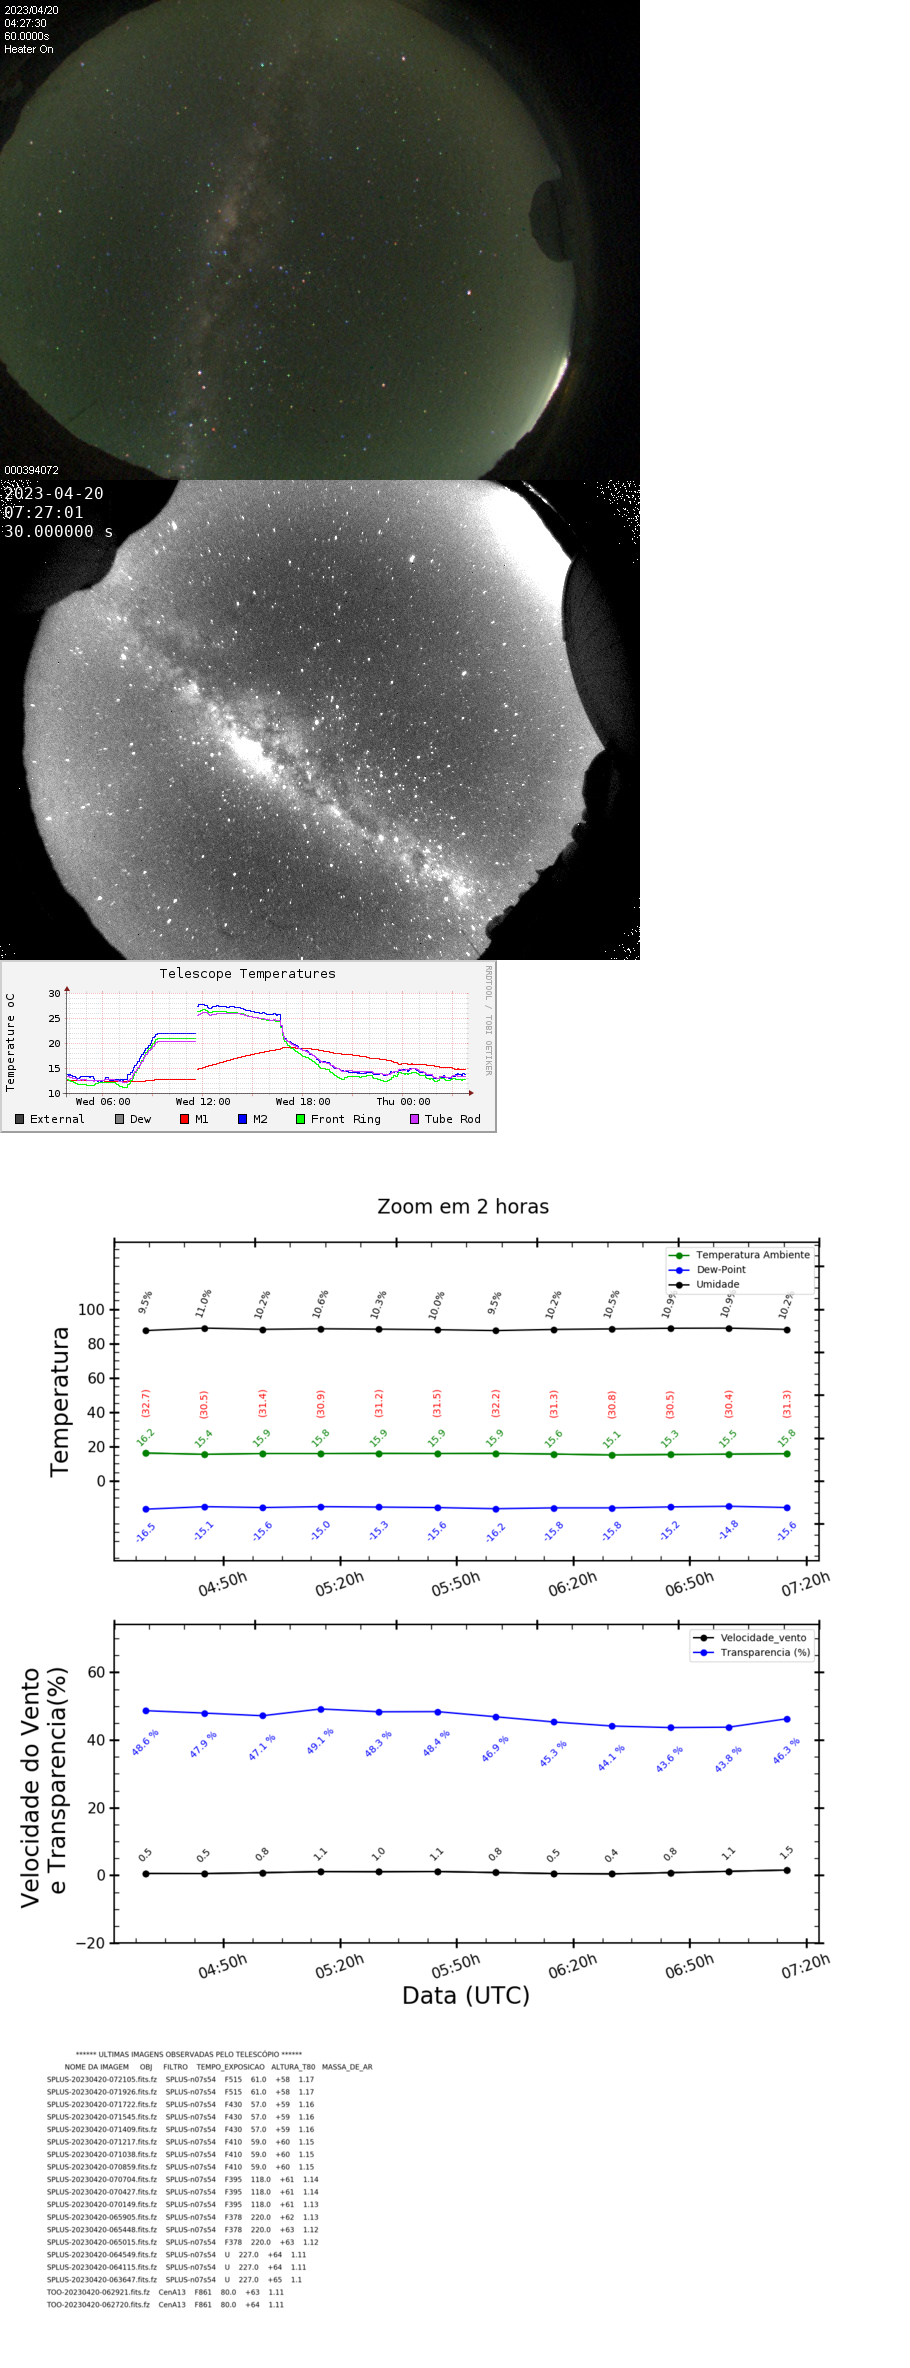 2023/04/20
04:27:30
60.0000s
Heater On
000394072
2023-04-20
07:27:01
30.000000 s
Telescope Temperatures
RRDTOOL / TOBI OETIKER
Temperature oC
30
25
20
15
10
Wed 06:00 Wed 12:00 Wed 18:00 Thu 00:00
External Dew M1 M2 Front Ring Tube Rod
Zoom em 2 horas
Temperatura Ambiente
Dew-Point
Umidade
Temperatura
100
80
60
40
20
0
9.5% 11.0% 10.2% 10.6% 10.3% 10.0% 9.5% 10.2% 10.5% 10.9% 10.9% 10.2%
(32.7) (30.5) (31.4) (30.9) (31.2) (31.5) (32.2) (31.3) (30.8) (30.5) (30.4) (31.3)
16.2 15.4 15.9 15.8 15.9 15.9 15.9 15.6 15.1 15.3 15.5 15.8
-16.5 -15.1 -15.6 -15.0 -15.3 -15.6 -16.2 -15.8 -15.8 -15.2 -14.8 -15.6
04:50h 05:20h 05:50h 06:20h 06:50h 07:20h
Velocidade_vento
Transparencia (%)
Velocidade do Vento
e Transparencia(%)
60
40
20
0
−20
48.6 % 47.9 % 47.1 % 49.1 % 48.3 % 48.4 % 46.9 % 45.3 % 44.1 % 43.6 % 43.8 % 46.3 %
0.5 0.5 0.8 1.1 1.0 1.1 0.8 0.5 0.4 0.8 1.1 1.5
04:50h 05:20h 05:50h 06:20h 06:50h 07:20h
Data (UTC)
****** ULTIMAS IMAGENS OBSERVADAS PELO TELESCÓPIO ******
NOME DA IMAGEM OBJ FILTRO TEMPO_EXPOSICAO ALTURA_T80 MASSA_DE_AR
SPLUS-20230420-072105.fits.fz SPLUS-n07s54 F515 61.0 +58 1.17
SPLUS-20230420-071926.fits.fz SPLUS-n07s54 F515 61.0 +58 1.17
SPLUS-20230420-071722.fits.fz SPLUS-n07s54 F430 57.0 +59 1.16
SPLUS-20230420-071545.fits.fz SPLUS-n07s54 F430 57.0 +59 1.16
SPLUS-20230420-071409.fits.fz SPLUS-n07s54 F430 57.0 +59 1.16
SPLUS-20230420-071217.fits.fz SPLUS-n07s54 F410 59.0 +60 1.15
SPLUS-20230420-071038.fits.fz SPLUS-n07s54 F410 59.0 +60 1.15
SPLUS-20230420-070859.fits.fz SPLUS-n07s54 F410 59.0 +60 1.15
SPLUS-20230420-070704.fits.fz SPLUS-n07s54 F395 118.0 +61 1.14
SPLUS-20230420-070427.fits.fz SPLUS-n07s54 F395 118.0 +61 1.14
SPLUS-20230420-070149.fits.fz SPLUS-n07s54 F395 118.0 +61 1.13
SPLUS-20230420-065905.fits.fz SPLUS-n07s54 F378 220.0 +62 1.13
SPLUS-20230420-065448.fits.fz SPLUS-n07s54 F378 220.0 +63 1.12
SPLUS-20230420-065015.fits.fz SPLUS-n07s54 F378 220.0 +63 1.12
SPLUS-20230420-064549.fits.fz SPLUS-n07s54 U 227.0 +64 1.11
SPLUS-20230420-064115.fits.fz SPLUS-n07s54 U 227.0 +64 1.11
SPLUS-20230420-063647.fits.fz SPLUS-n07s54 U 227.0 +65 1.1
TOO-20230420-062921.fits.fz CenA13 F861 80.0 +63 1.11
TOO-20230420-062720.fits.fz CenA13 F861 80.0 +64 1.11